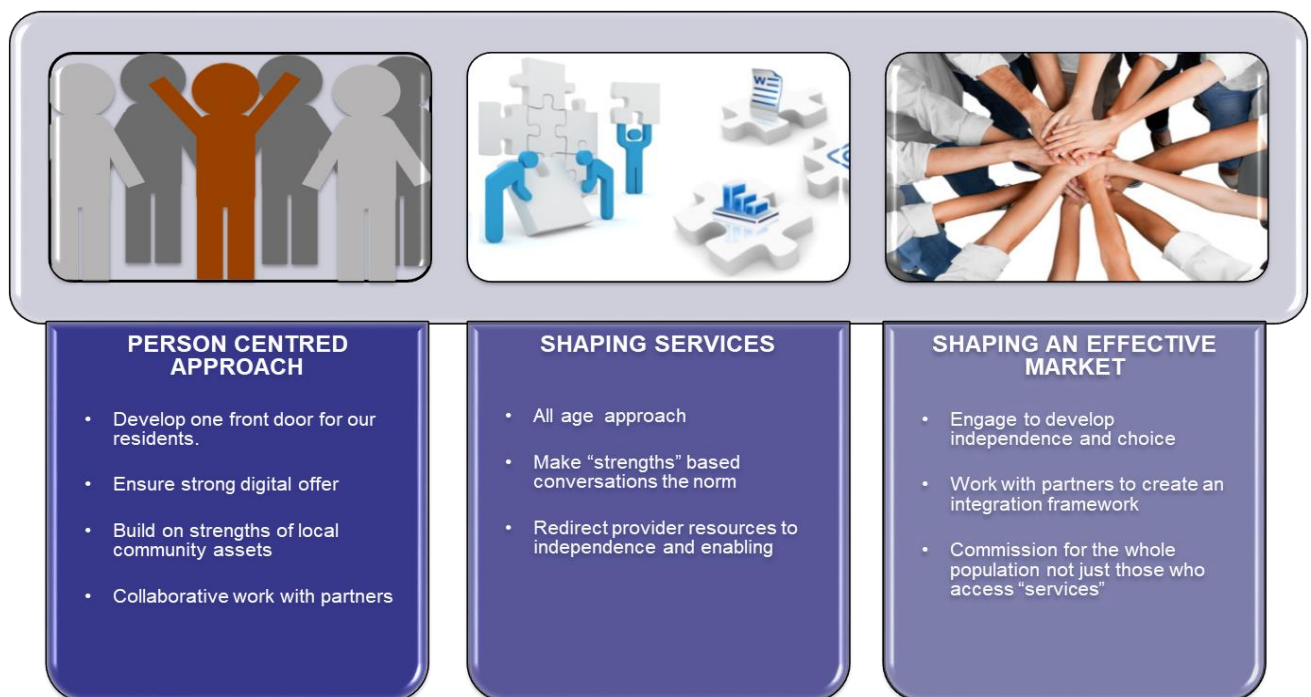 PERSON CENTRED
APPROACH
• Develop one front door for our
residents.
• Ensure strong digital offer
• Build on strengths of local
community assets
• Collaborative work with partners
SHAPING SERVICES
• All age approach
• Make “strengths” based
conversations the norm
• Redirect provider resources to
independence and enabling
SHAPING AN EFFECTIVE
MARKET
• Engage to develop
independence and choice
• Work with partners to create an
integration framework
• Commission for the whole
population not just those who
access “services”